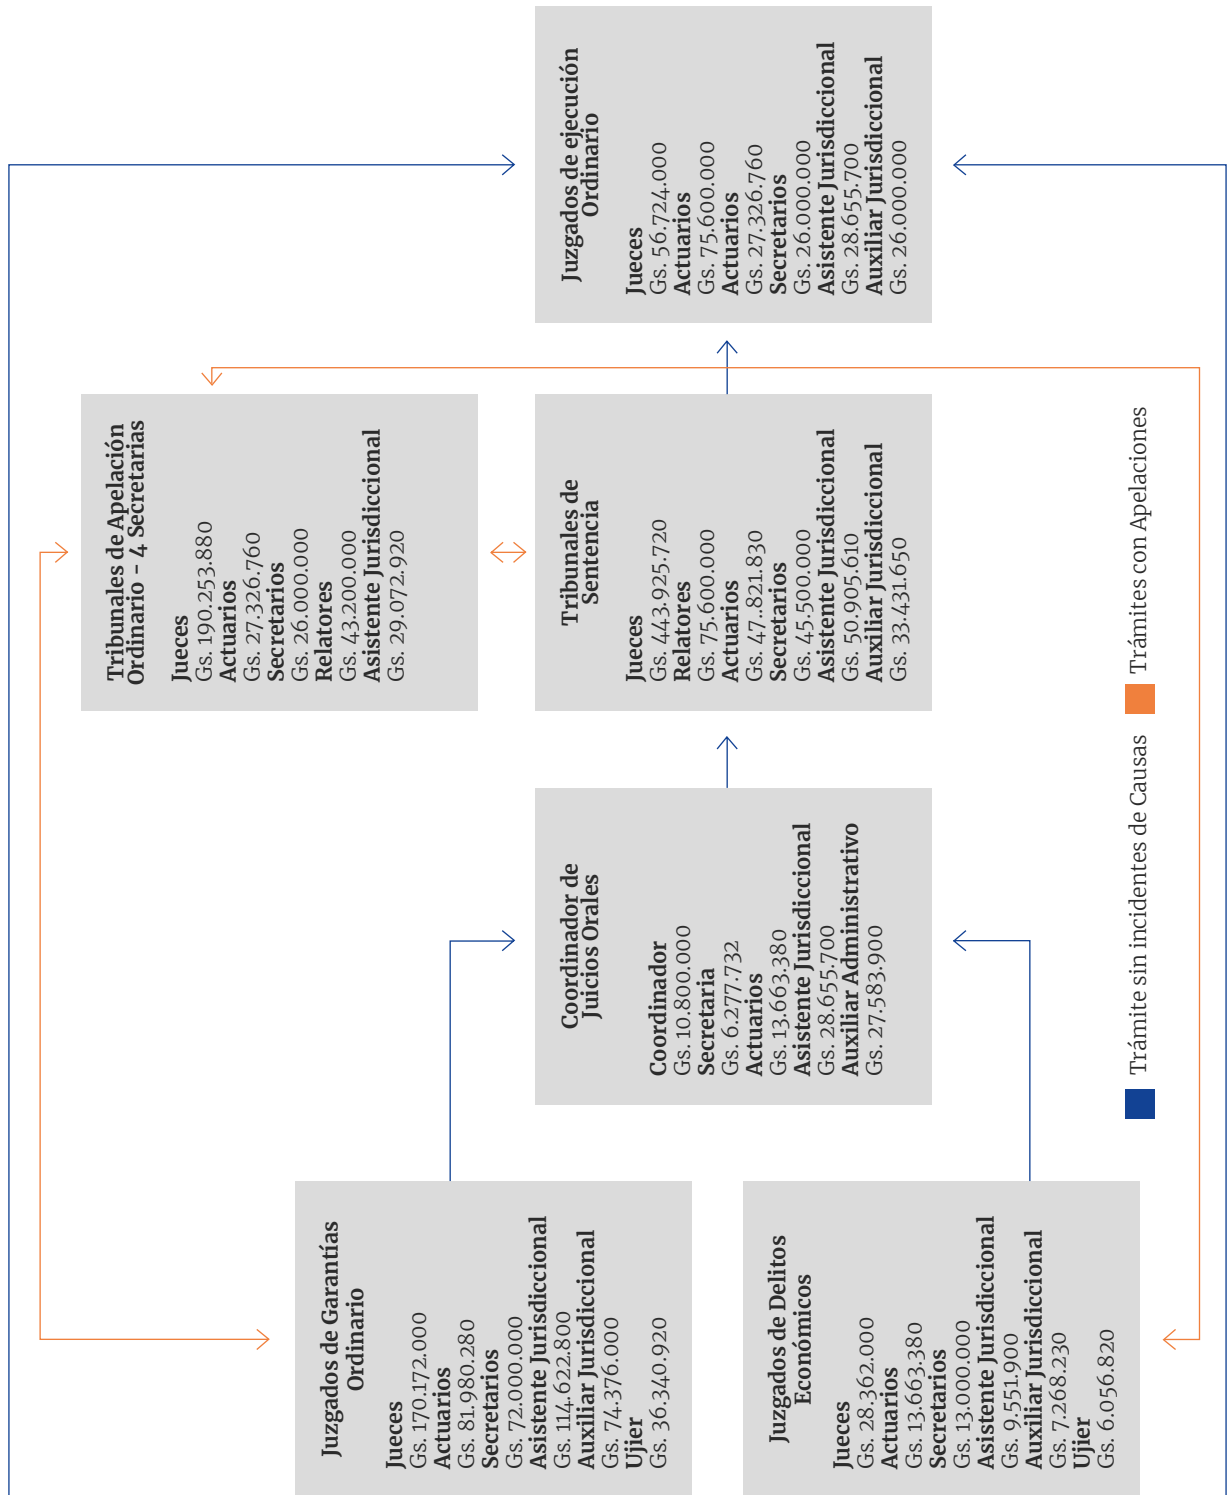 Juzgados de Garantías
Ordinario
Jueces
Gs. 170.172.000
Actuarios
Gs. 81.980.280
Secretarios
Gs. 72.000.000
Asistente Jurisdiccional
Gs. 114.622.800
Auxiliar Jurisdiccional
Gs. 74.376.000
Ujier
Gs. 36.340.920
Juzgados de Delitos
Económicos
Jueces
Gs. 28.362.000
Actuarios
Gs. 13.663.380
Secretarios
Gs. 13.000.000
Asistente Jurisdiccional
Gs. 9.551.900
Auxiliar Jurisdiccional
Gs. 7.268.230
Ujier
Gs. 6.056.820
Coordinador de
Juicios Orales
Coordinador
Gs. 10.800.000
Secretaria
Gs. 6.277.732
Actuarios
Gs. 13.663.380
Asistente Jurisdiccional
Gs. 28.655.700
Auxiliar Administrativo
Gs. 27.583.900
Tribunales de Apelación
Ordinario - 4 Secretarias
Jueces
Gs. 190.253.880
Actuarios
Gs. 27.326.760
Secretarios
Gs. 26.000.000
Relatores
Gs. 43.200.000
Asistente Jurisdiccional
Gs. 29.072.920
Tribunales de
Sentencia
Jueces
Gs. 443.925.720
Relatores
Gs. 75.600.000
Actuarios
Gs. 47..821.830
Secretarios
Gs. 45.500.000
Asistente Jurisdiccional
Gs. 50.905.610
Auxiliar Jurisdiccional
Gs. 33.431.650
Juzgados de ejecución
Ordinario
Jueces
Gs. 56.724.000
Actuarios
Gs. 75.600.000
Actuarios
Gs. 27.326.760
Secretarios
Gs. 26.000.000
Asistente Jurisdiccional
Gs. 28.655.700
Auxiliar Jurisdiccional
Gs. 26.000.000
Trámite sin incidentes de Causas
Trámites con Apelaciones